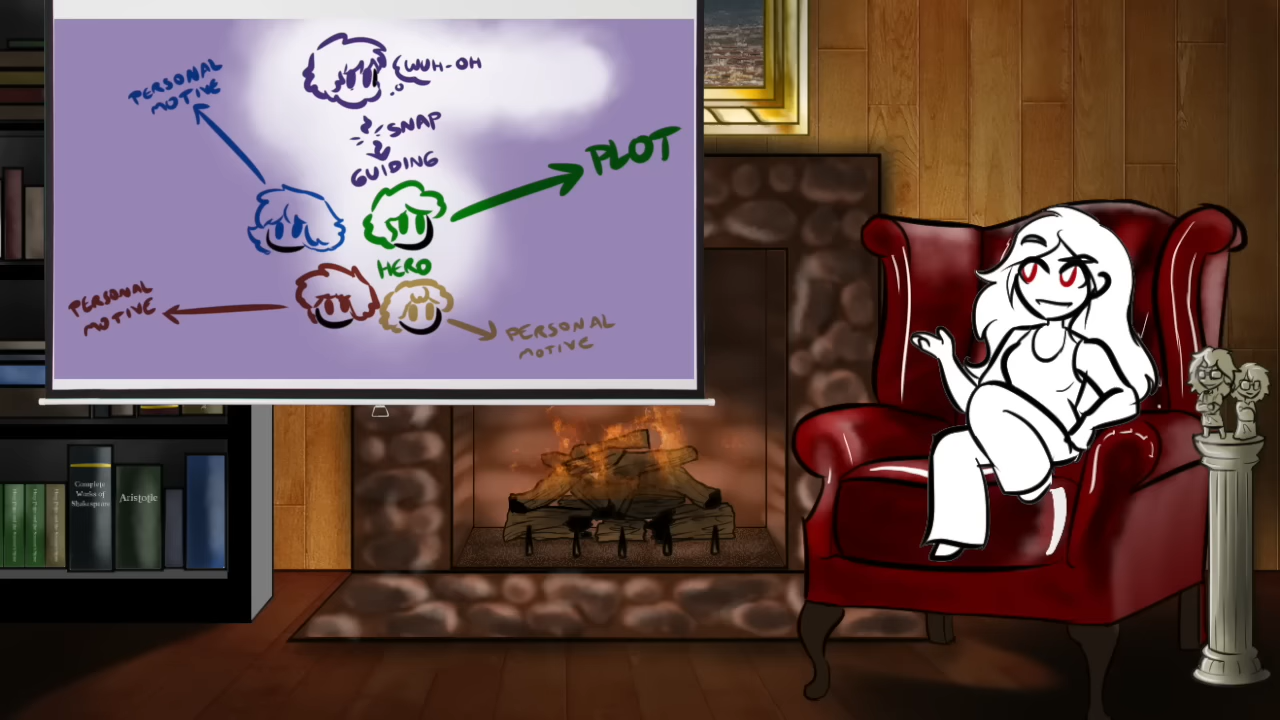 PERSONAL
MOTIVE
WUH-OH
SNAP
GUIDING
PLOT
HERO
PERSONAL
MOTIVE
PERSONAL
MOTIVE
Complete
Works of
Shakespeare
Aristotle